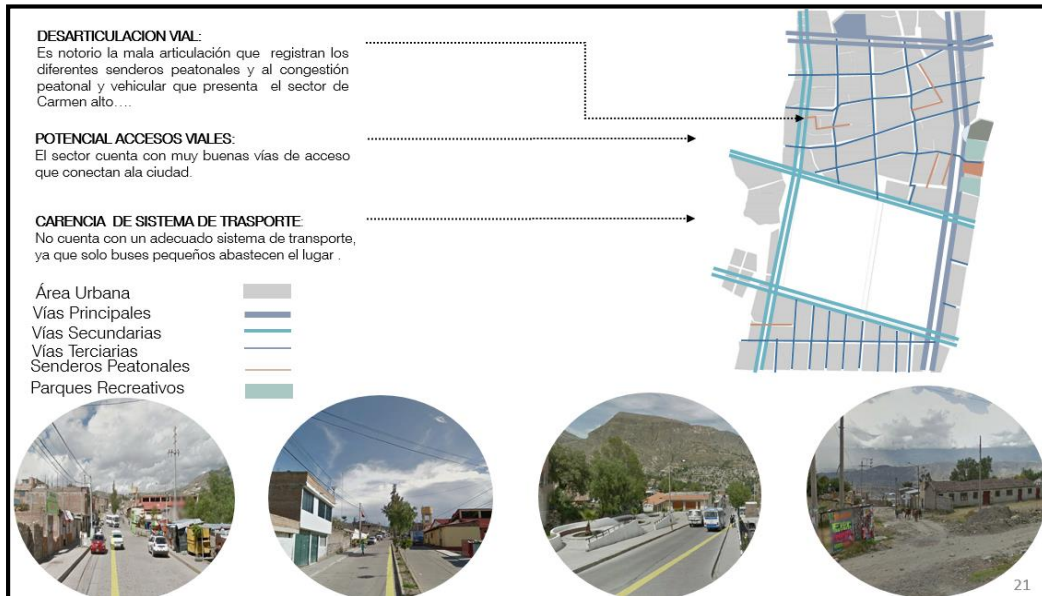 DESARTICULACION VIAL:
Es notorio la mala articulación que registran los
diferentes senderos peatonales y al congestión
peatonal y vehicular que presenta el sector de
Carmen alto….
POTENCIAL ACCESOS VIALES:
El sector cuenta con muy buenas vías de acceso
que conectan ala ciudad.
CARENCIA DE SISTEMA DE TRASPORTE:
No cuenta con un adecuado sistema de transporte,
ya que solo buses pequeños abastecen el lugar .
Área Urbana
Vías Principales
Vías Secundarias
Vías Terciarias
Senderos Peatonales
Parques Recreativos
21